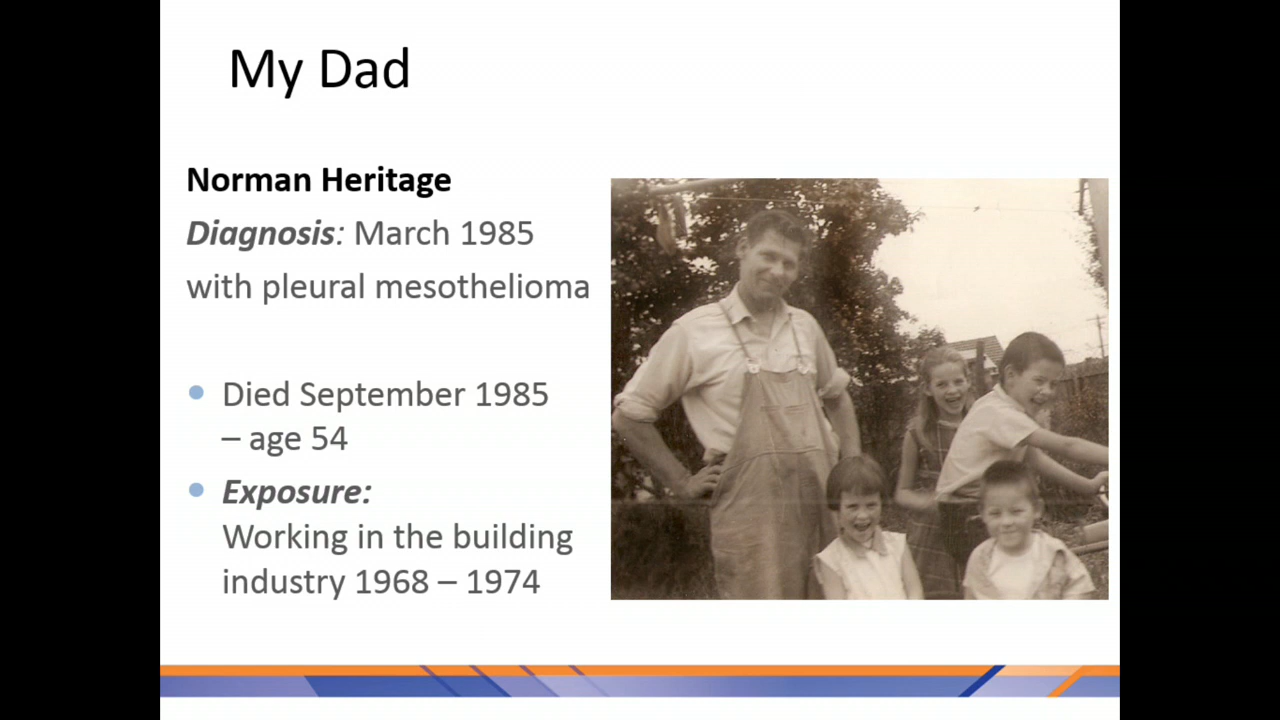 My Dad
Norman Heritage
Diagnosis: March 1985
with pleural mesothelioma
• Died September 1985
– age 54
• Exposure:
Working in the building
industry 1968 – 1974